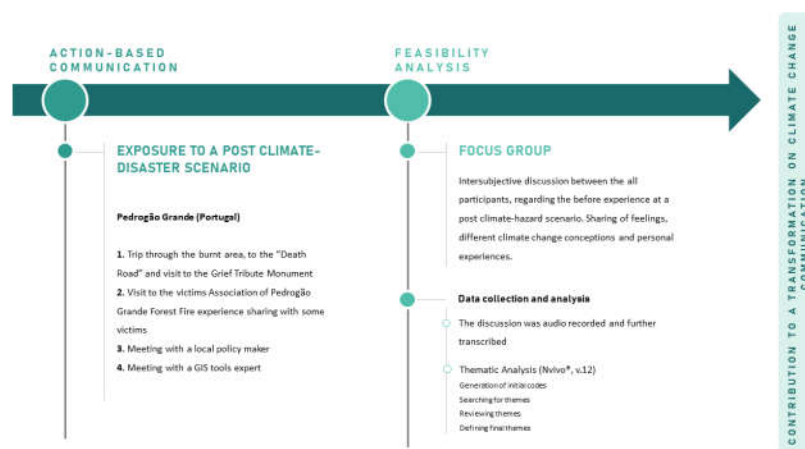 ACTION-BASED
COMMUNICATION
EXPOSURE TO A POST CLIMATE-
DISASTER SCENARIO
Pedrogão Grande (Portugal)
1. Trip through the burnt area, to the "Death
Road" and visit to the Grief Tribute Monument
2. Visit to the victims Association of Pedrogão
Grande Forest Fire experience sharing with some
victims
3. Meeting with a local policy maker
4. Meeting with a GIS tools expert
FEASIBILITY
ANALYSIS
FOCUS GROUP
Intersubjective discussion between the all
participants, regarding the before experience at a
post climate-hazard scenario. Sharing of feelings,
different climate change conceptions and personal
experiences.
Data collection and analysis
The discussion was audio recorded and further
transcribed
Thematic Analysis (Nvivo®, v.12)
Generation of initial codes
Searching for themes
Reviewing themes
Defining final themes
CONTRIBUTION TO A TRANSFORMATION ON CLIMATE CHANGE
COMMUNICATION